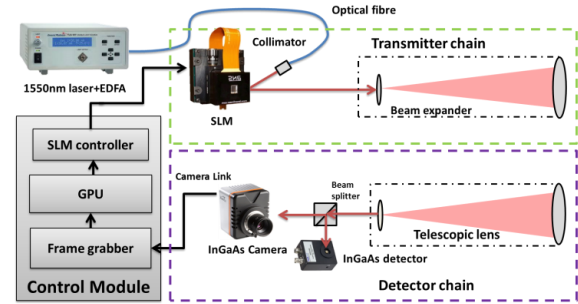 Optical fibre
Collimator
Transmitter chain
1550nm laser+EDFA
SLM
Beam expander
SLM controller
GPU
Frame grabber
Control Module
Camera Link
Beam
splitter
InGaAs Camera
InGaAs detector
Telescopic lens
Detector chain